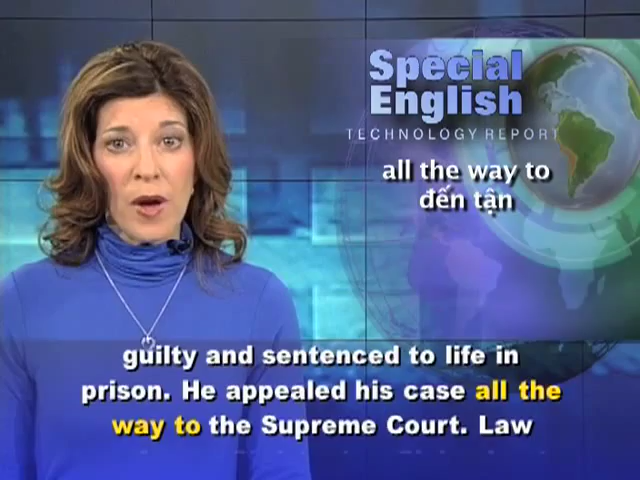 Special
English
TECHNOLOGY REPORT
all the way to
đến tận
guilty and sentenced to life in
prison. He appealed his case all the
way to the Supreme Court. Law